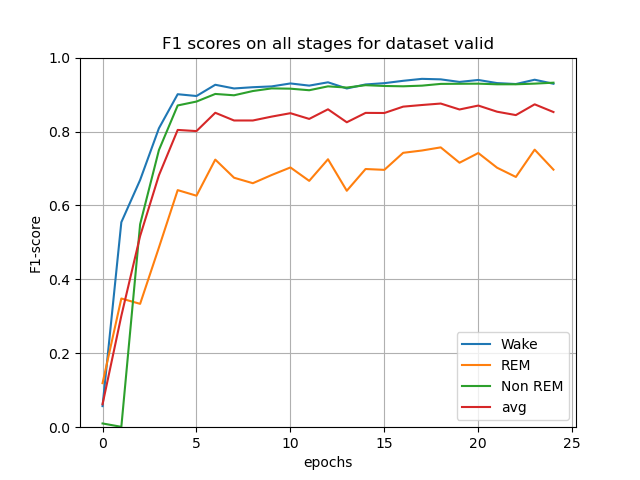 F1 scores on all stages for dataset valid
1.0
0.8
0.6
0.4
0.2
0.0
F1-score
0
5
10
15
20
25
epochs
Wake
REM
Non REM
avg